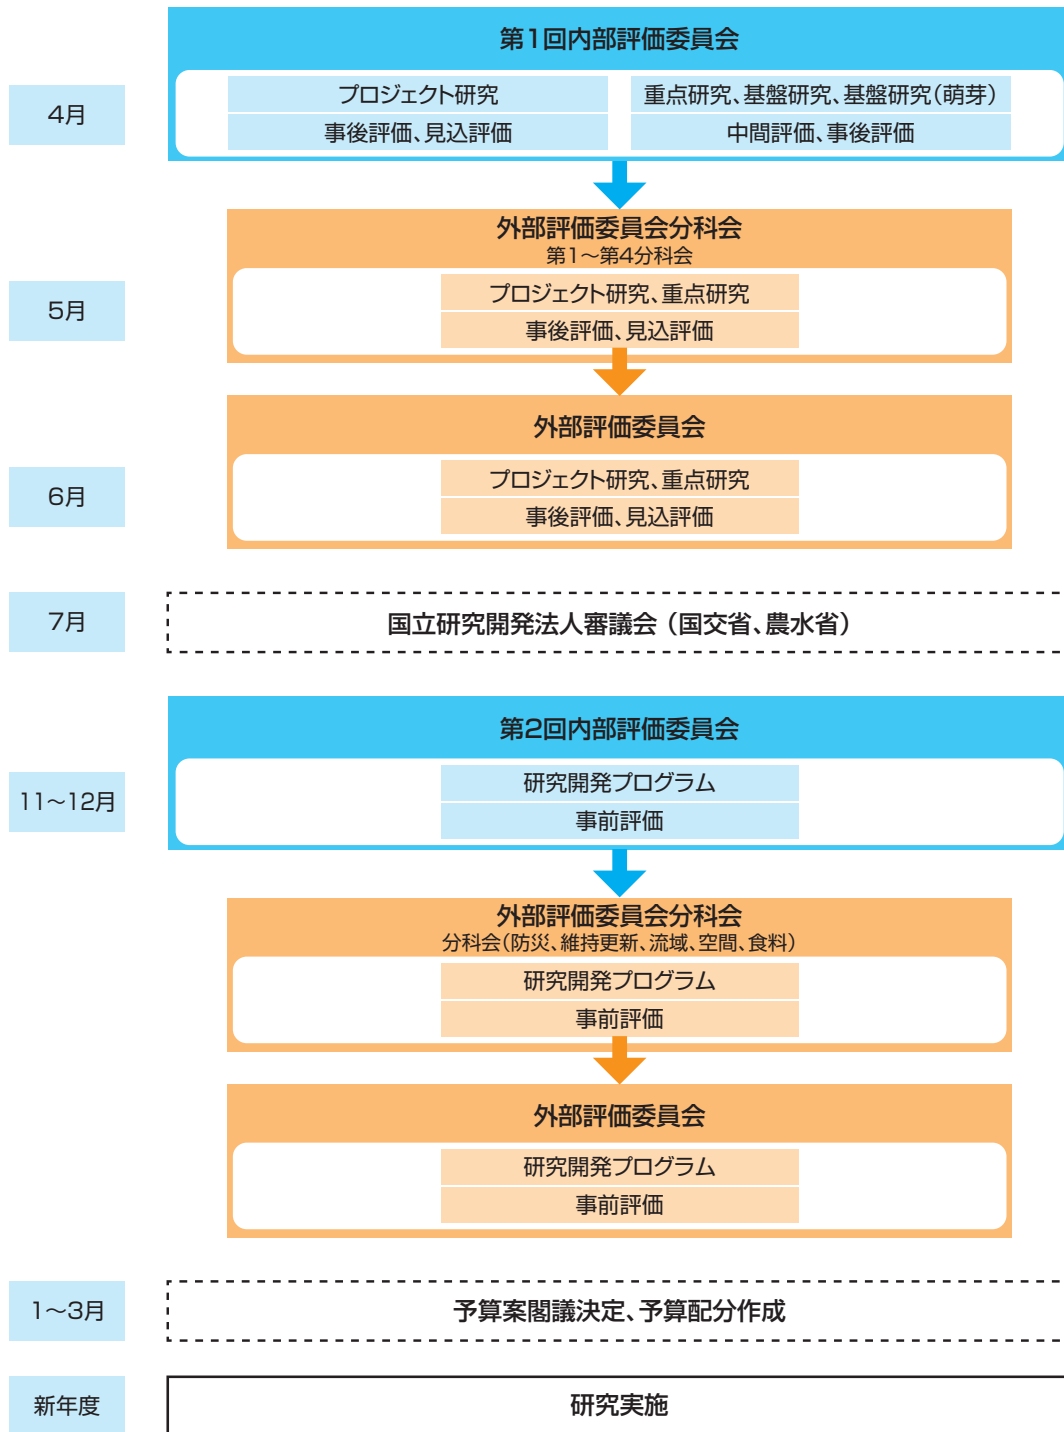 第1回内部評価委員会
4月
プロジェクト研究
事後評価、見込評価
重点研究、基盤研究、基盤研究（萌芽）
中間評価、事後評価
外部評価委員会分科会
第1～第4分科会
5月
プロジェクト研究、重点研究
事後評価、見込評価
外部評価委員会
6月
プロジェクト研究、重点研究
事後評価、見込評価
7月
国立研究開発法人審議会（国交省、農水省）
第2回内部評価委員会
11～12月
研究開発プログラム
事前評価
外部評価委員会分科会
分科会（防災、維持更新、流域、空間、食料）
研究開発プログラム
事前評価
外部評価委員会
研究開発プログラム
事前評価
1～3月
予算案閣議決定、予算配分作成
新年度
研究実施